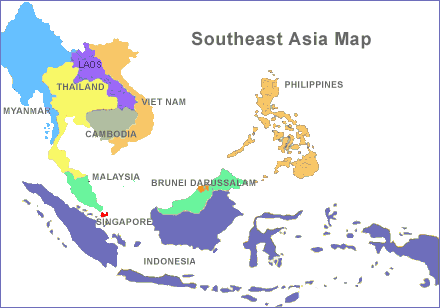 Southeast Asia Map
LAOS
THAILAND
PHILIPPINES
MYANMAR
VIET NAM
CAMBODIA
MALAYSIA
BRUNEI DARUSSALAM
SINGAPORE
INDONESIA